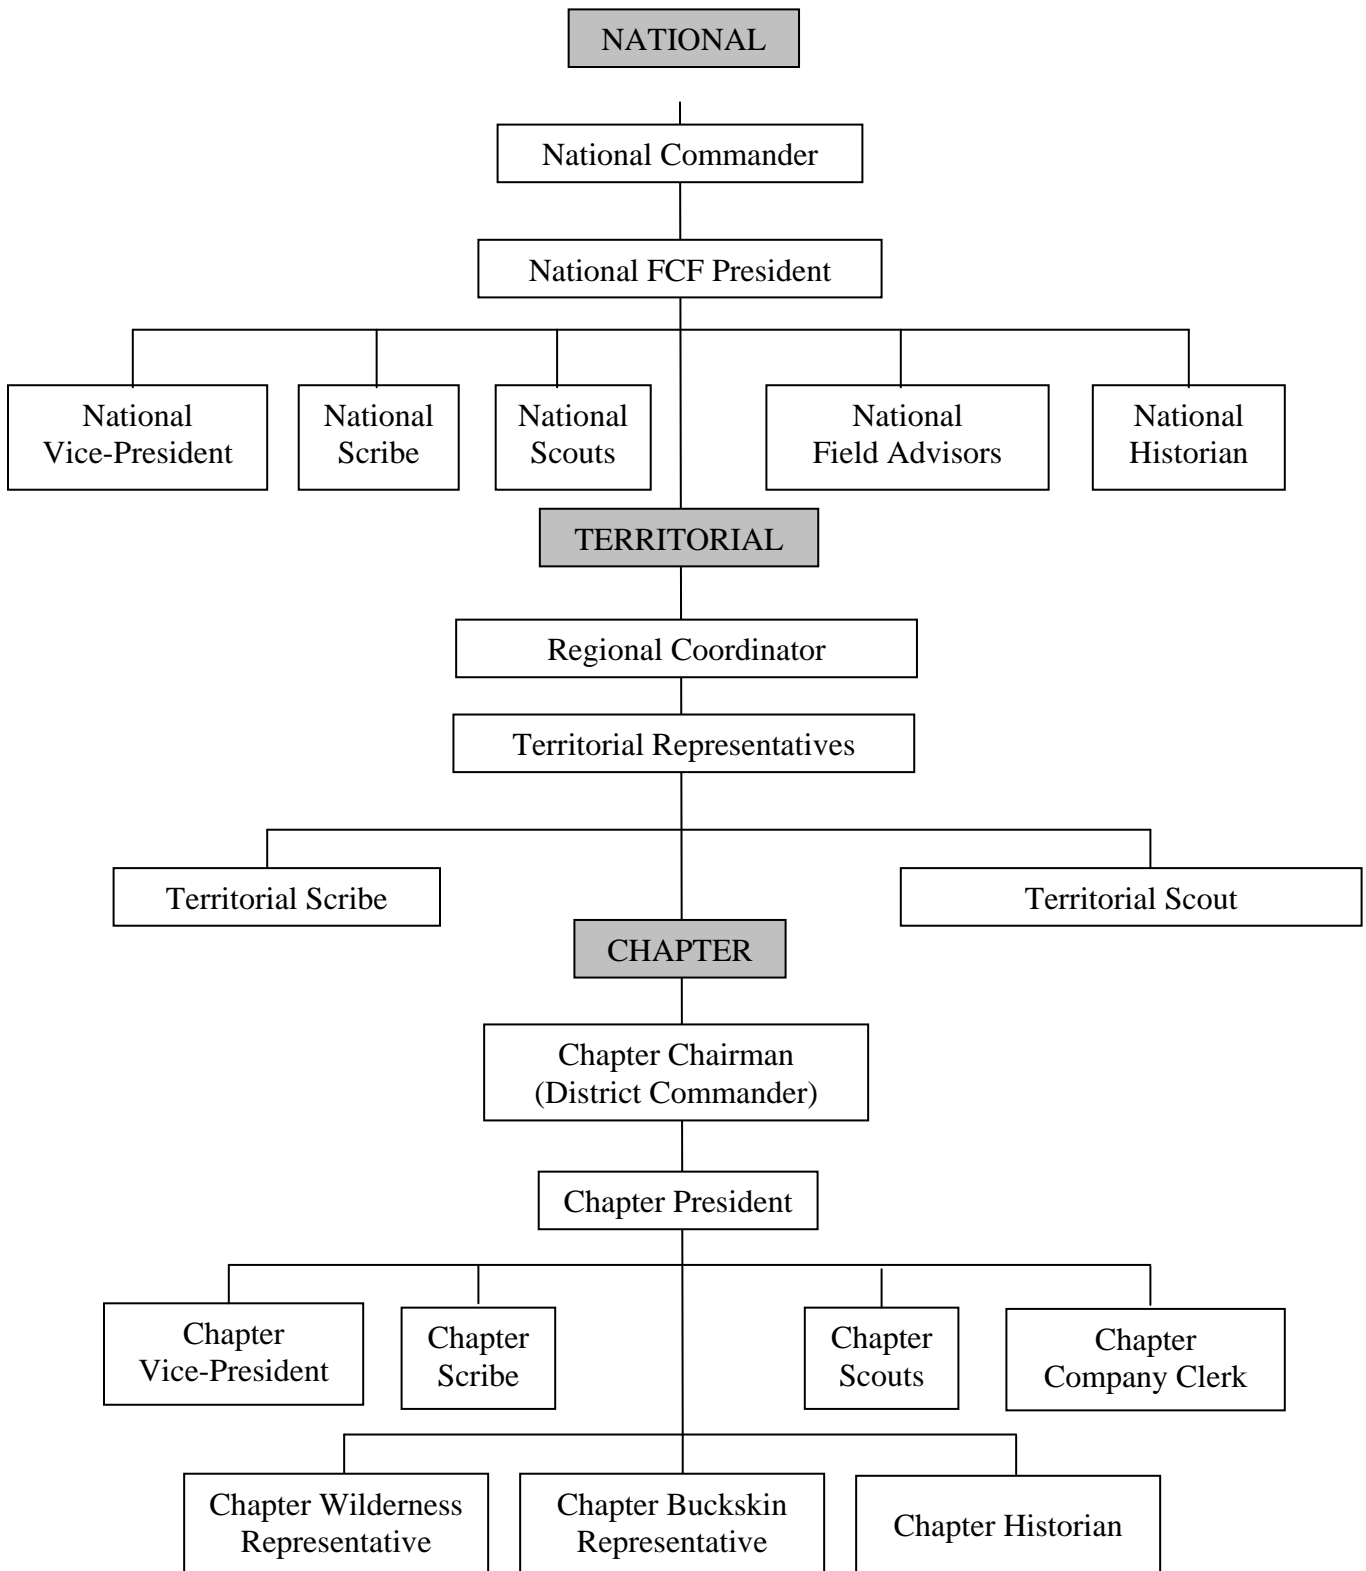 NATIONAL
National Commander
National FCF President
National
Vice-President
National
Scribe
National
Scouts
National
Field Advisors
National
Historian
TERRITORIAL
Regional Coordinator
Territorial Representatives
Territorial Scribe
Territorial Scout
CHAPTER
Chapter Chairman
(District Commander)
Chapter President
Chapter
Vice-President
Chapter
Scribe
Chapter
Scouts
Chapter
Company Clerk
Chapter Wilderness
Representative
Chapter Buckskin
Representative
Chapter Historian